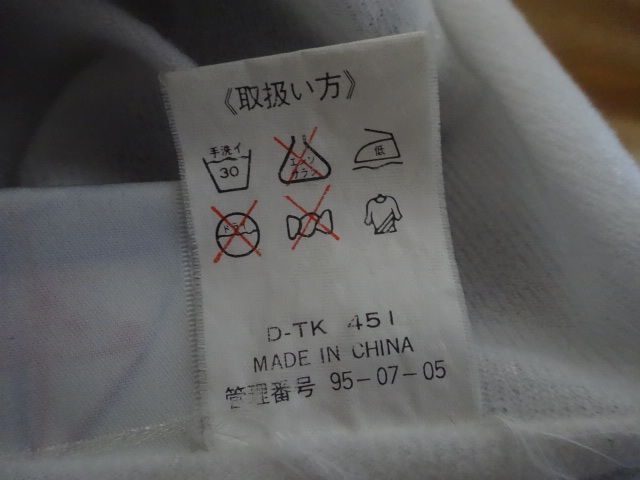 《取扱い方》
手洗イ
30
エンソ
サラシ
低
ドライ
D-TK 451
MADE IN CHINA
管理番号 95-07-05